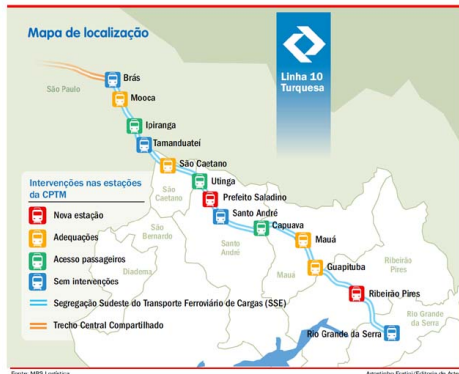 Mapa de localização
Linha 10
Turquesa
Brás
São Paulo
Mooca
Ipiranga
Tamanduateí
São Caetano
Utinga
Prefeito Saladino
Santo André
Capuava
Mauá
Guapituba
Ribeirão Pires
Rio Grande da Serra
São
Caetano
São
Bernardo
Diadema
Santo
André
Mauá
Ribeirão
Pires
Rio Grande
da Serra
Intervenções nas estações
da CPTM
Nova estação
Adequações
Acesso passageiros
Sem intervenções
Segregação Sudeste do Transporte Ferroviário de Cargas (SSE)
Trecho Central Compartilhado
Fonte: MRS Logística